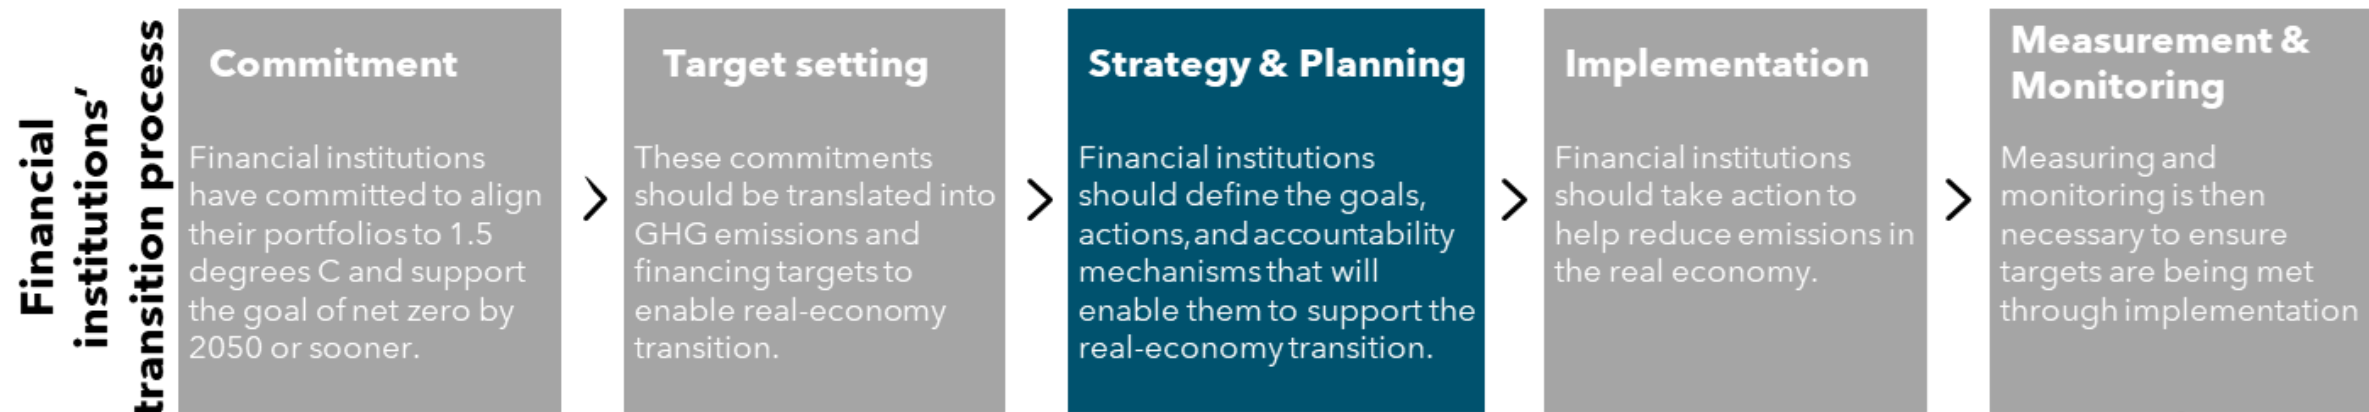 Financial
institutions’
transition process
Commitment
Financial institutions
have committed to align
their portfolios to 1.5
degrees C and support
the goal of net zero by
2050 or sooner.
Target setting
These commitments
should be translated into
GHG emissions and
financing targets to
enable real-economy
transition.
Strategy & Planning
Financial institutions
should define the goals,
actions, and accountability
mechanisms that will
enable them to support the
real-economy transition.
Implementation
Financial institutions
should take action to
help reduce emissions in
the real economy.
Measurement &
Monitoring
Measuring and
monitoring is then
necessary to ensure
targets are being met
through implementation